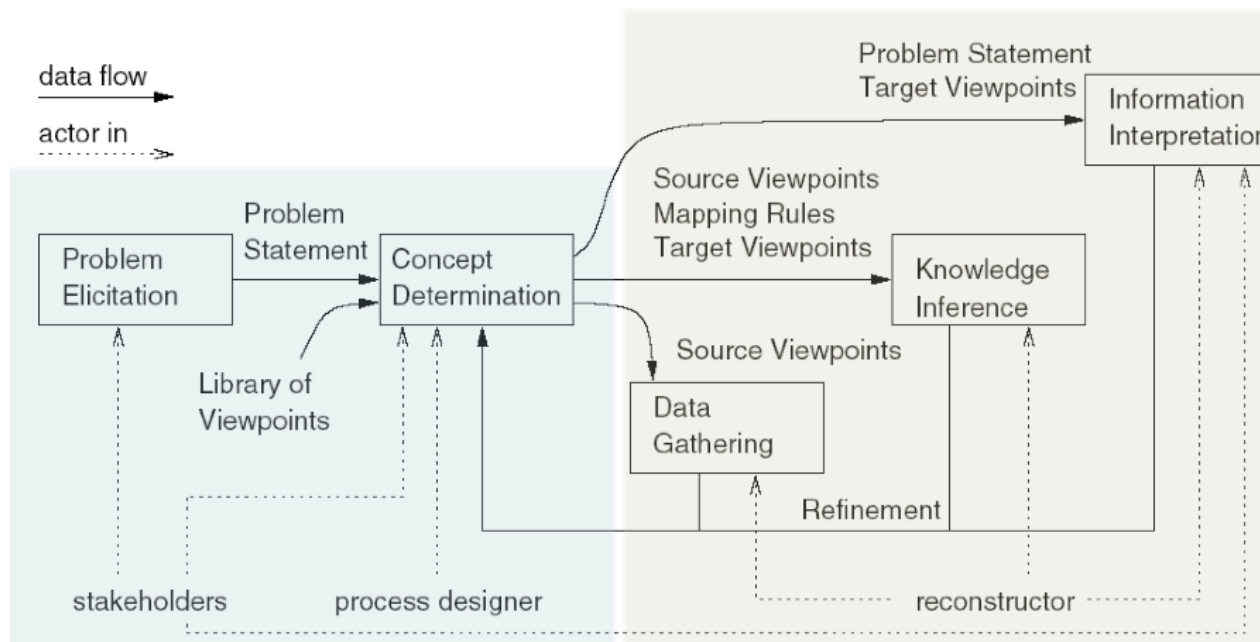 data flow
actor in
Problem Statement
Target Viewpoints
Information
Interpretation
Source Viewpoints
Mapping Rules
Target Viewpoints
Problem
Statement
Problem
Elicitation
Concept
Determination
Knowledge
Inference
Source Viewpoints
Library of
Viewpoints
Data
Gathering
Refinement
stakeholders
process designer
reconstructor